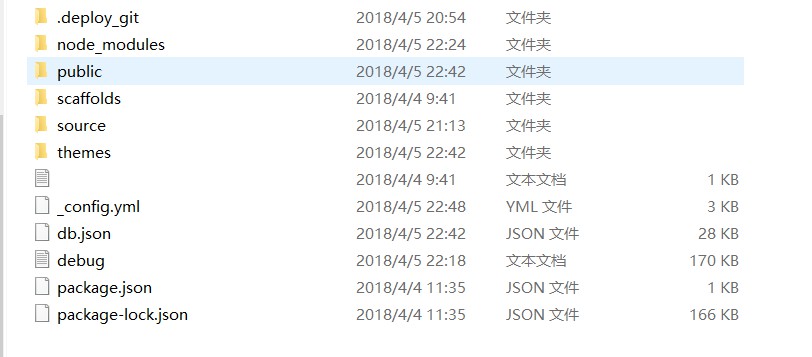 .deploy_git 2018/4/5 20:54 文件夹
node_modules 2018/4/5 22:24 文件夹
public 2018/4/5 22:42 文件夹
scaffolds 2018/4/4 9:41 文件夹
source 2018/4/5 21:13 文件夹
themes 2018/4/5 22:42 文件夹
2018/4/4 9:41 文本文档 1 KB
_config.yml 2018/4/5 22:48 YML 文件 3 KB
db.json 2018/4/5 22:42 JSON 文件 28 KB
debug 2018/4/5 22:18 文本文档 170 KB
package.json 2018/4/4 11:35 JSON 文件 1 KB
package-lock.json 2018/4/4 11:35 JSON 文件 166 KB